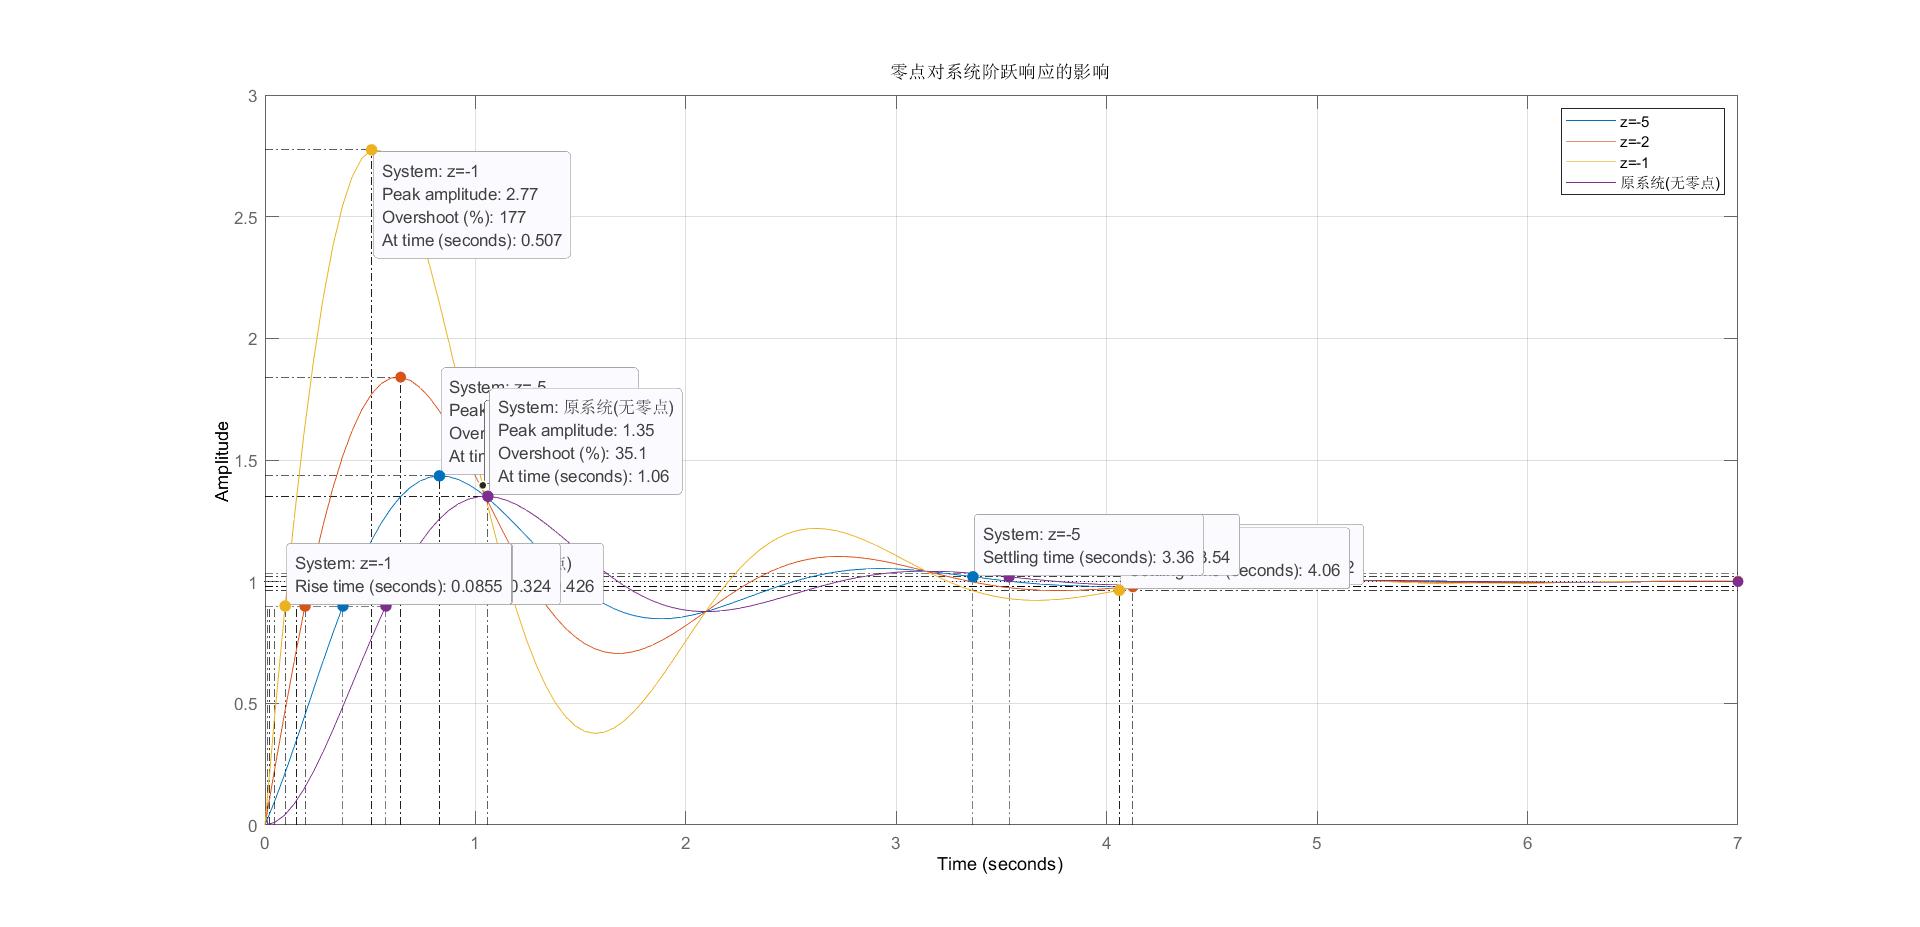 零点对系统阶跃响应的影响
3
2.5
2
1.5
1
0.5
0
Amplitude
z=-5
z=-2
z=-1
原系统(无零点)
System: z=-1
Peak amplitude: 2.77
Overshoot (%): 177
At time (seconds): 0.507
System: z=-5
Peak
Over
At
System: 原系统(无零点)
Peak amplitude: 1.35
Overshoot (%): 35.1
At time (seconds): 1.06
System: z=-1
Rise time (seconds): 0.0855
0.324
.426
System: z=-5
Settling time (seconds): 3.36
3.54
(seconds): 4.06
0
1
2
3
4
5
6
7
Time (seconds)